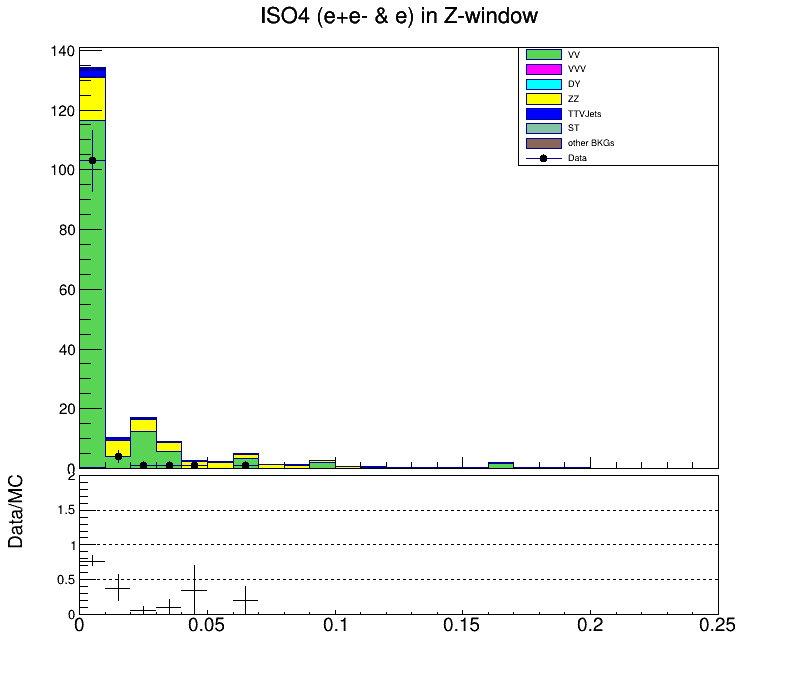 ISO4 (e+e- & e) in Z-window
140
120
100
80
60
40
20
0
VV
VVV
DY
ZZ
TTVJets
ST
other BKGs
Data
Data/MC
2
1.5
1
0.5
0
0 0.05 0.1 0.15 0.2 0.25